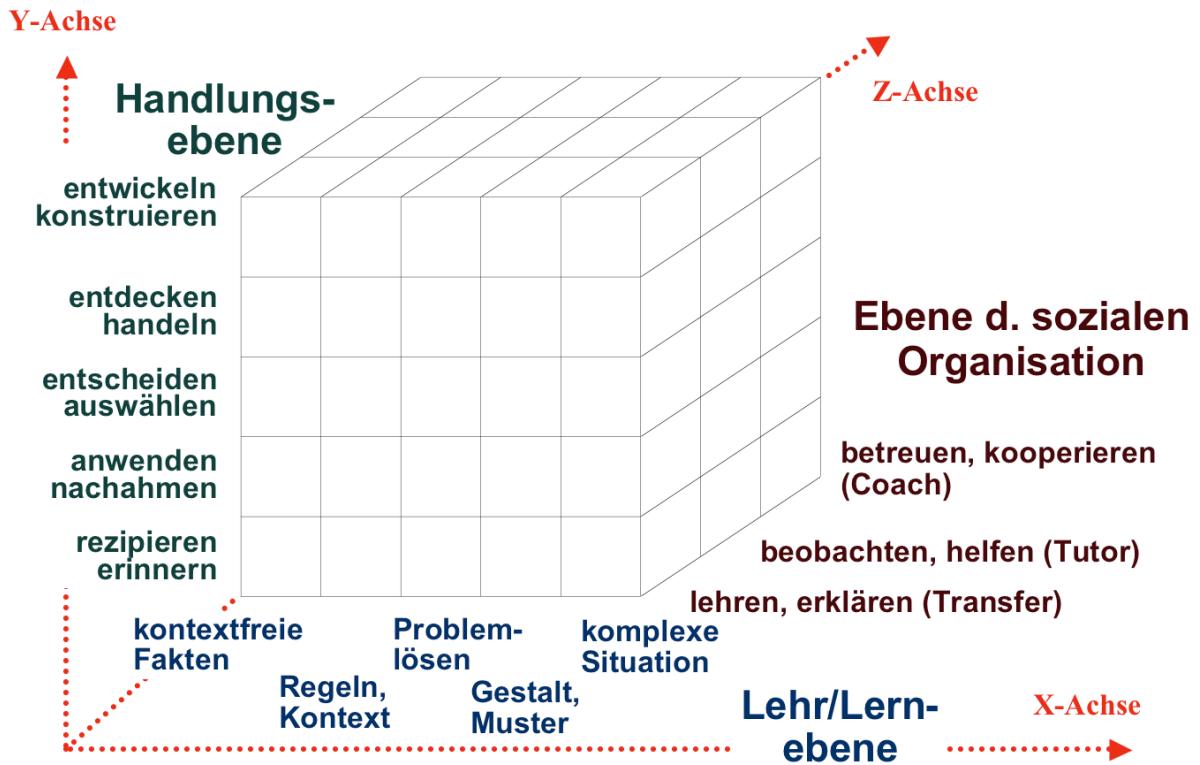 Y-Achse
Handlungs-
ebene
Z-Achse
entwickeln
konstruieren
entdecken
handeln
entscheiden
auswählen
anwenden
nachahmen
rezipieren
erinnern
Ebene d. sozialen
Organisation
betreuen, kooperieren
(Coach)
beobachten, helfen (Tutor)
lehren, erklären (Transfer)
kontextfreie
Fakten
Regeln,
Kontext
Problem-
lösen
Gestalt,
Muster
komplexe
Situation
Lehr/Lern-
ebene
X-Achse